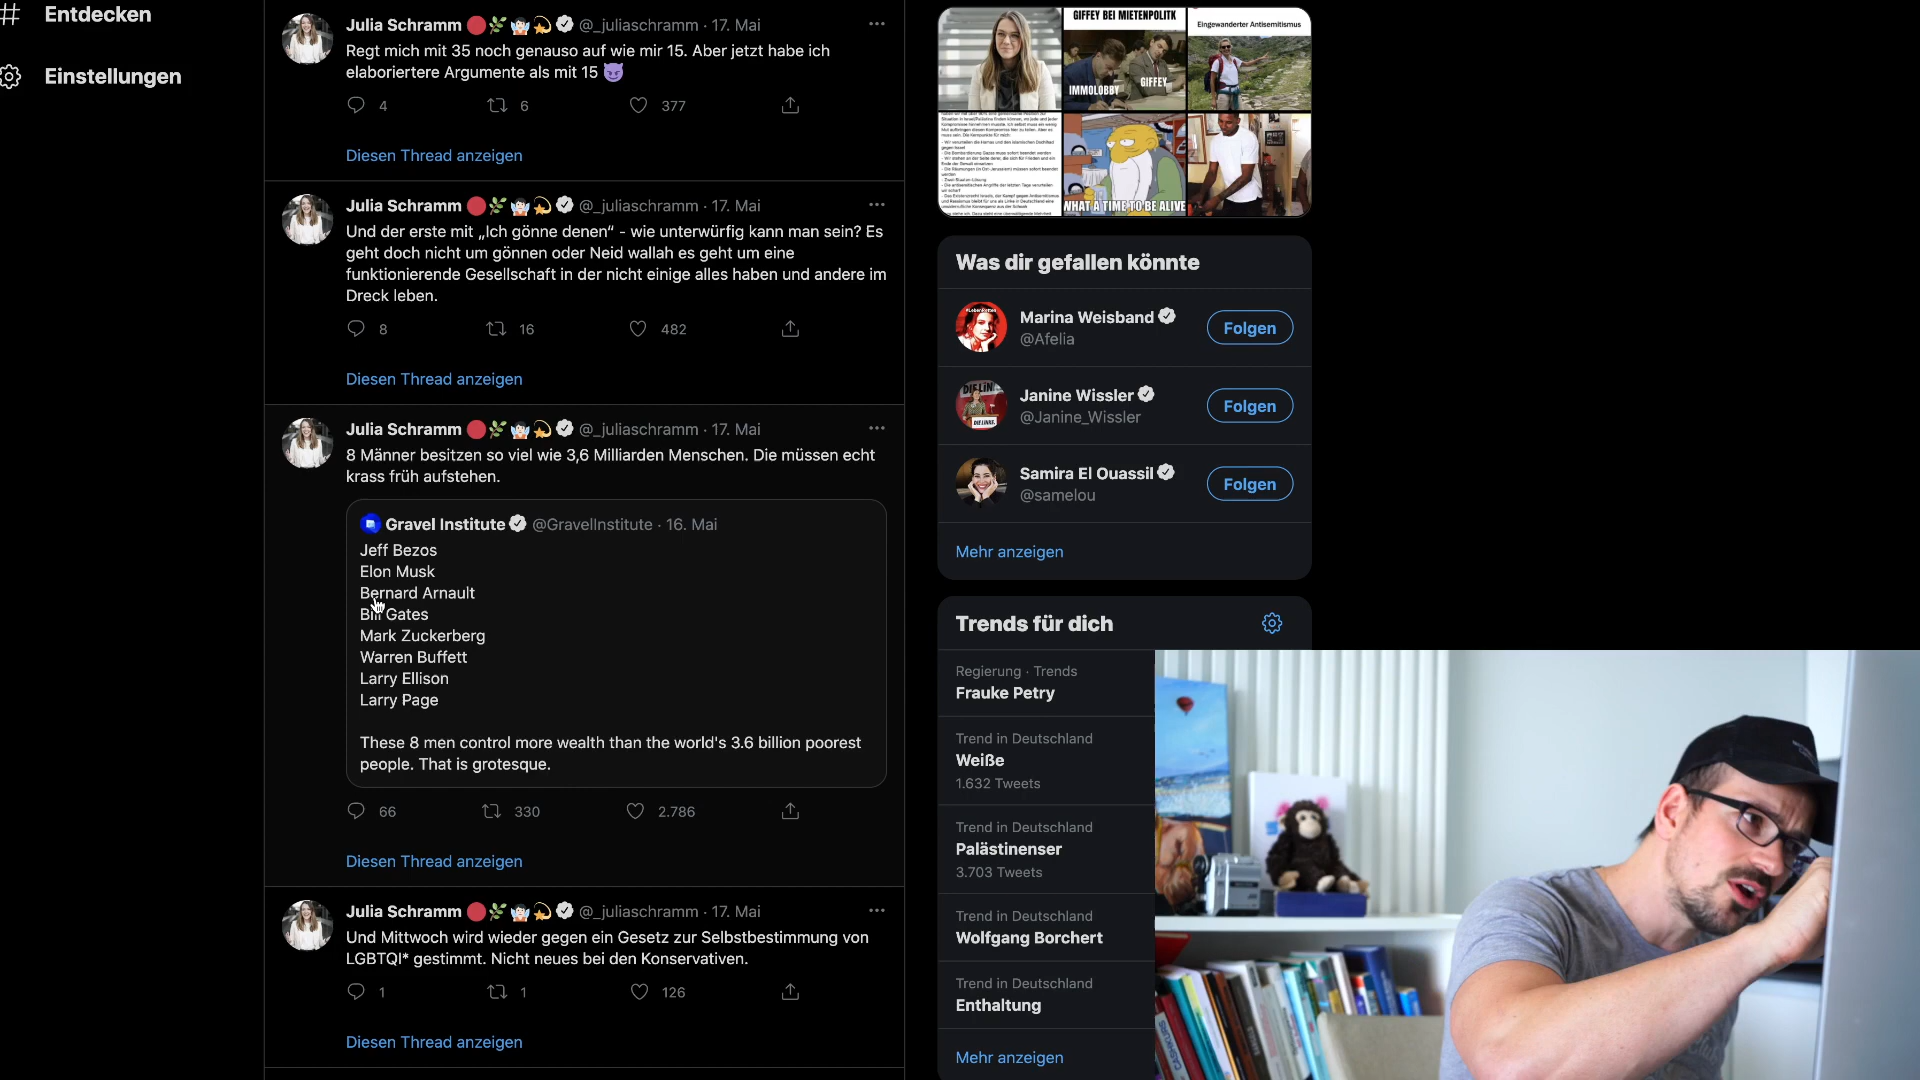 # Entdecken
Einstellungen
Julia Schramm @_juliaschramm · 17. Mai
Regt mich mit 35 noch genauso auf wie mir 15. Aber jetzt habe ich
elaboriertere Argumente als mit 15
4 6 377
Diesen Thread anzeigen
Julia Schramm @_juliaschramm · 17. Mai
Und der erste mit „Ich gönne denen“ - wie unterwürfig kann man sein? Es
geht doch nicht um gönnen oder Neid wallah es geht um eine
funktionierende Gesellschaft in der nicht einige alles haben und andere im
Dreck leben.
8 16 482
Diesen Thread anzeigen
Julia Schramm @_juliaschramm · 17. Mai
8 Männer besitzen so viel wie 3,6 Milliarden Menschen. Die müssen echt
krass früh aufstehen.
Gravel Institute @GravelInstitute · 16. Mai
Jeff Bezos
Elon Musk
Bernard Arnault
Bill Gates
Mark Zuckerberg
Warren Buffett
Larry Ellison
Larry Page
These 8 men control more wealth than the world's 3.6 billion poorest
people. That is grotesque.
66 330 2.786
Diesen Thread anzeigen
Julia Schramm @_juliaschramm · 17. Mai
Und Mittwoch wird wieder gegen ein Gesetz zur Selbstbestimmung von
LGBTQI* gestimmt. Nicht neues bei den Konservativen.
1 1 126
Diesen Thread anzeigen
GIFFEY BEI MIETENPOLITK
IMMOLOBBY
GIFFEY
Eingewanderter Antisemitismus
WHAT A TIME TO BE ALIVE
Was dir gefallen könnte
Marina Weisband
@Afelia
Folgen
Janine Wissler
@Janine_Wissler
Folgen
Samira El Ouassil
@samelou
Folgen
Mehr anzeigen
Trends für dich
Regierung · Trends
Frauke Petry
Trend in Deutschland
Weiße
1.632 Tweets
Trend in Deutschland
Palästinenser
3.703 Tweets
Trend in Deutschland
Wolfgang Borchert
Trend in Deutschland
Enthaltung
Mehr anzeigen